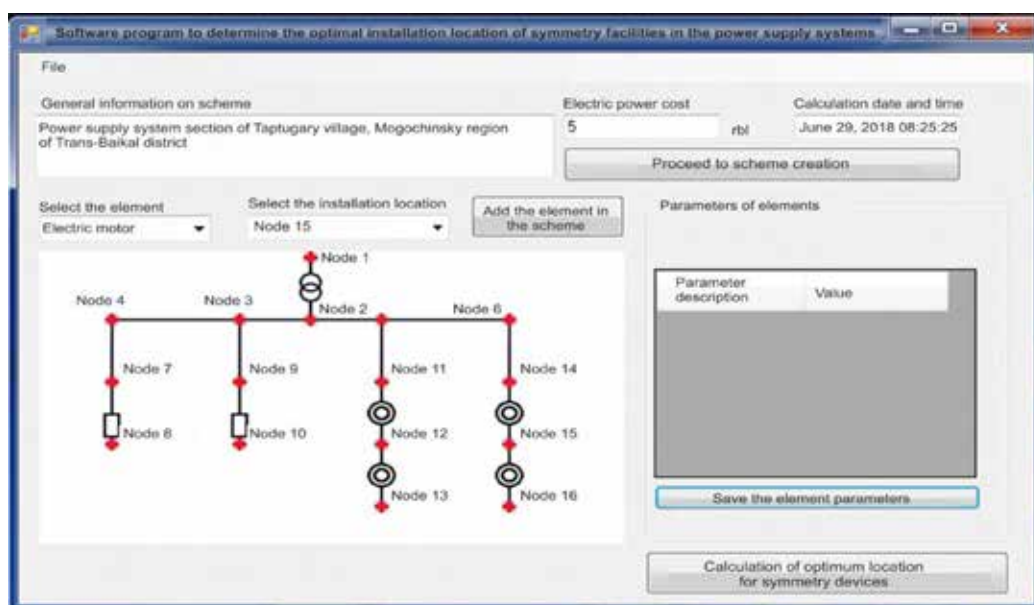 Software program to determine the optimal installation location of symmetry facilities in the power supply systems
File
General information on scheme
Electric power cost
Calculation date and time
Power supply system section of Taptugary village, Mogochinsky region
of Trans-Baikal district
5
rbl
June 29, 2018 08:25:25
Proceed to scheme creation
Select the element
Select the installation location
Add the element in
the scheme
Parameters of elements
Electric motor
Node 15
Node 1
Parameter
description
Value
Node 4
Node 3
Node 2
Node 6
Node 7
Node 9
Node 11
Node 14
Node 8
Node 10
Node 12
Node 15
Node 13
Node 16
Save the element parameters
Calculation of optimum location
for symmetry devices